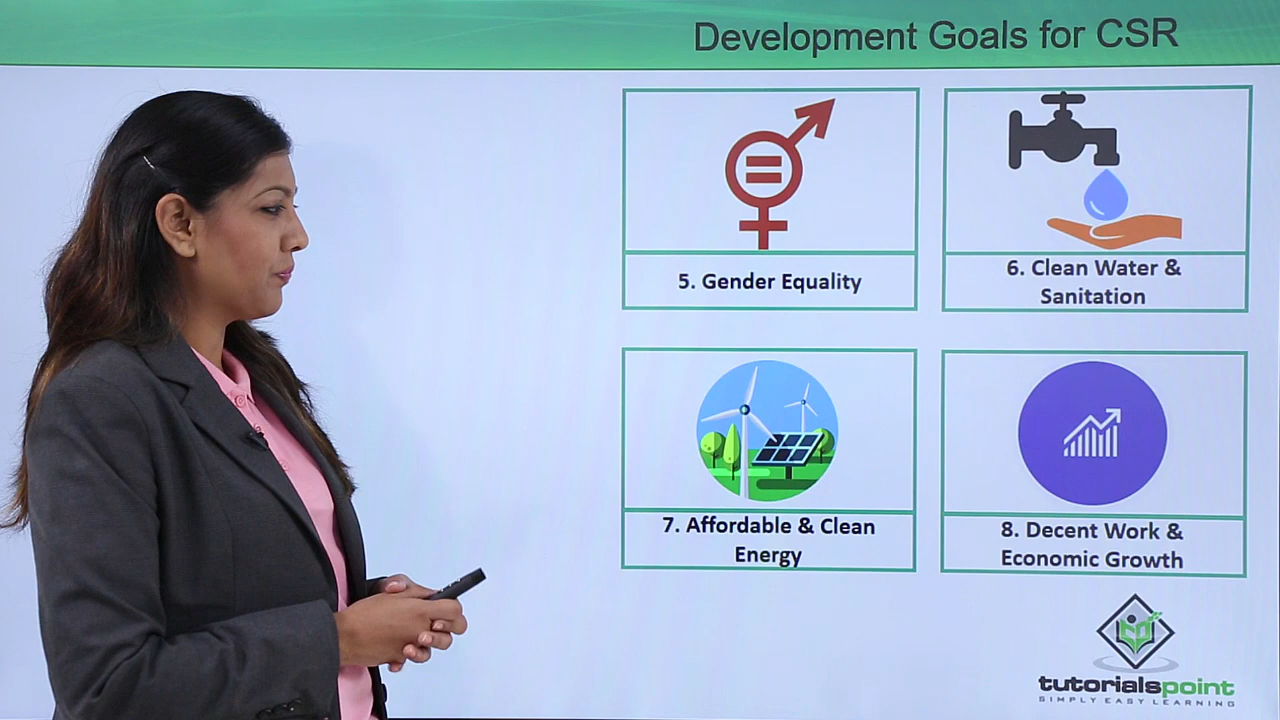 Development Goals for CSR
5. Gender Equality
6. Clean Water &
Sanitation
7. Affordable & Clean
Energy
8. Decent Work &
Economic Growth
tutorialspoint
SIMPLY EASY LEARNING